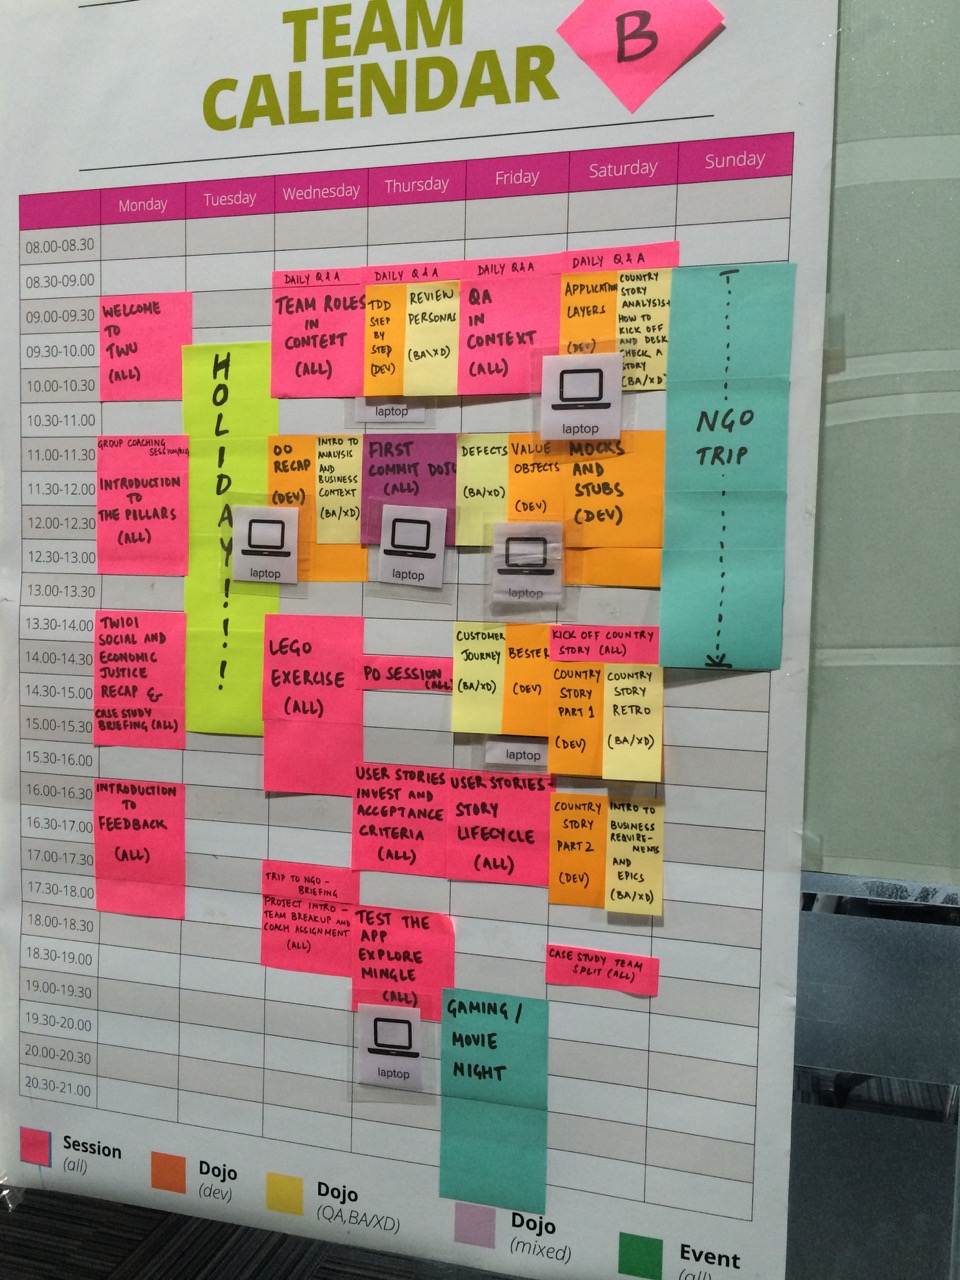 TEAM
CALENDAR
B
Monday
Tuesday
Wednesday
Thursday
Friday
Saturday
Sunday
08.00-08.30
08.30-09.00
09.00-09.30
09.30-10.00
10.00-10.30
10.30-11.00
11.00-11.30
11.30-12.00
12.00-12.30
12.30-13.00
13.00-13.30
13.30-14.00
14.00-14.30
14.30-15.00
15.00-15.30
15.30-16.00
16.00-16.30
16.30-17.00
17.00-17.30
17.30-18.00
18.00-18.30
18.30-19.00
19.00-19.30
19.30-20.00
20.00-20.30
20.30-21.00
WELCOME
TO
TWU
(ALL)
GROUP COACHING
INTRODUCTION
TO
THE PILLARS
(ALL)
TW101
SOCIAL AND
ECONOMIC
JUSTICE
RECAP &
CASE STUDY
BRIEFING (ALL)
INTRODUCTION
TO
FEEDBACK
(ALL)
HOLIDAY!!!!
DAILY Q&A
TEAM ROLES
IN
CONTEXT
(ALL)
OO
RECAP
(DEV)
INTRO TO
ANALYSIS
AND
BUSINESS
CONTEXT
(BA/XD)
laptop
LEGO
EXERCISE
(ALL)
TRIP TO NGO -
BRIEFING
PROJECT INTRO -
TEAM BREAKUP AND
COACH ASSIGNMENT
(ALL)
DAILY Q&A
TDD
STEP
BY
STEP
(DEV)
REVIEW
PERSONAS
(BA\XD)
laptop
FIRST
COMMIT DOJO
(ALL)
laptop
PO SESSION
(ALL)
USER STORIES
INVEST AND
ACCEPTANCE
CRITERIA
(ALL)
TEST THE
APP
EXPLORE
MINGLE
(ALL)
laptop
DAILY Q&A
QA
IN
CONTEXT
(ALL)
DEFECTS
(BA/XD)
VALUE
OBJECTS
(DEV)
laptop
CUSTOMER
JOURNEY
(BA/XD)
BESTER
(DEV)
laptop
USER STORIES-
STORY
LIFECYCLE
(ALL)
GAMING /
MOVIE
NIGHT
DAILY Q&A
APPLICATION
LAYERS
(DEV)
COUNTRY
STORY
ANALYSIS+
HOW TO
KICK OFF
AND DESK
CHECK A
STORY
(BA/XD)
laptop
MOCKS
AND
STUBS
(DEV)
KICK OFF COUNTRY
STORY (ALL)
COUNTRY
STORY
PART 1
(DEV)
COUNTRY
STORY
RETRO
(BA/XD)
COUNTRY
STORY
PART 2
(DEV)
INTRO TO
BUSINESS
REQUIRE-
MENTS
AND
EPICS
(BA/XD)
CASE STUDY TEAM
SPLIT (ALL)
NGO
TRIP
Session
(all)
Dojo
(dev)
Dojo
(QA,BA/XD)
Dojo
(mixed)
Event
(all)